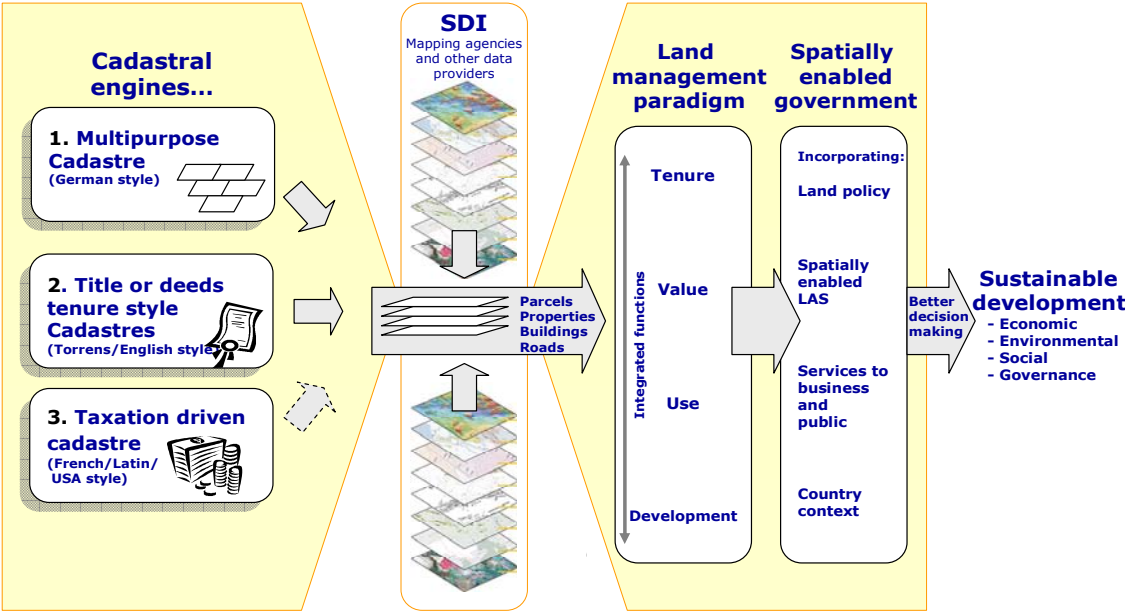 Cadastral
engines...
1. Multipurpose
Cadastre
(German style)
2. Title or deeds
tenure style
Cadastres
(Torrens/English style)
3. Taxation driven
cadastre
(French/Latin/
USA style)
SDI
Mapping agencies
and other data
providers
Parcels
Properties
Buildings
Roads
Land
management
paradigm
Integrated functions
Tenure
Value
Use
Development
Spatially
enabled
government
Incorporating:
Land policy
Spatially
enabled
LAS
Services to
business
and
public
Country
context
Better
decision
making
Sustainable
development
- Economic
- Environmental
- Social
- Governance